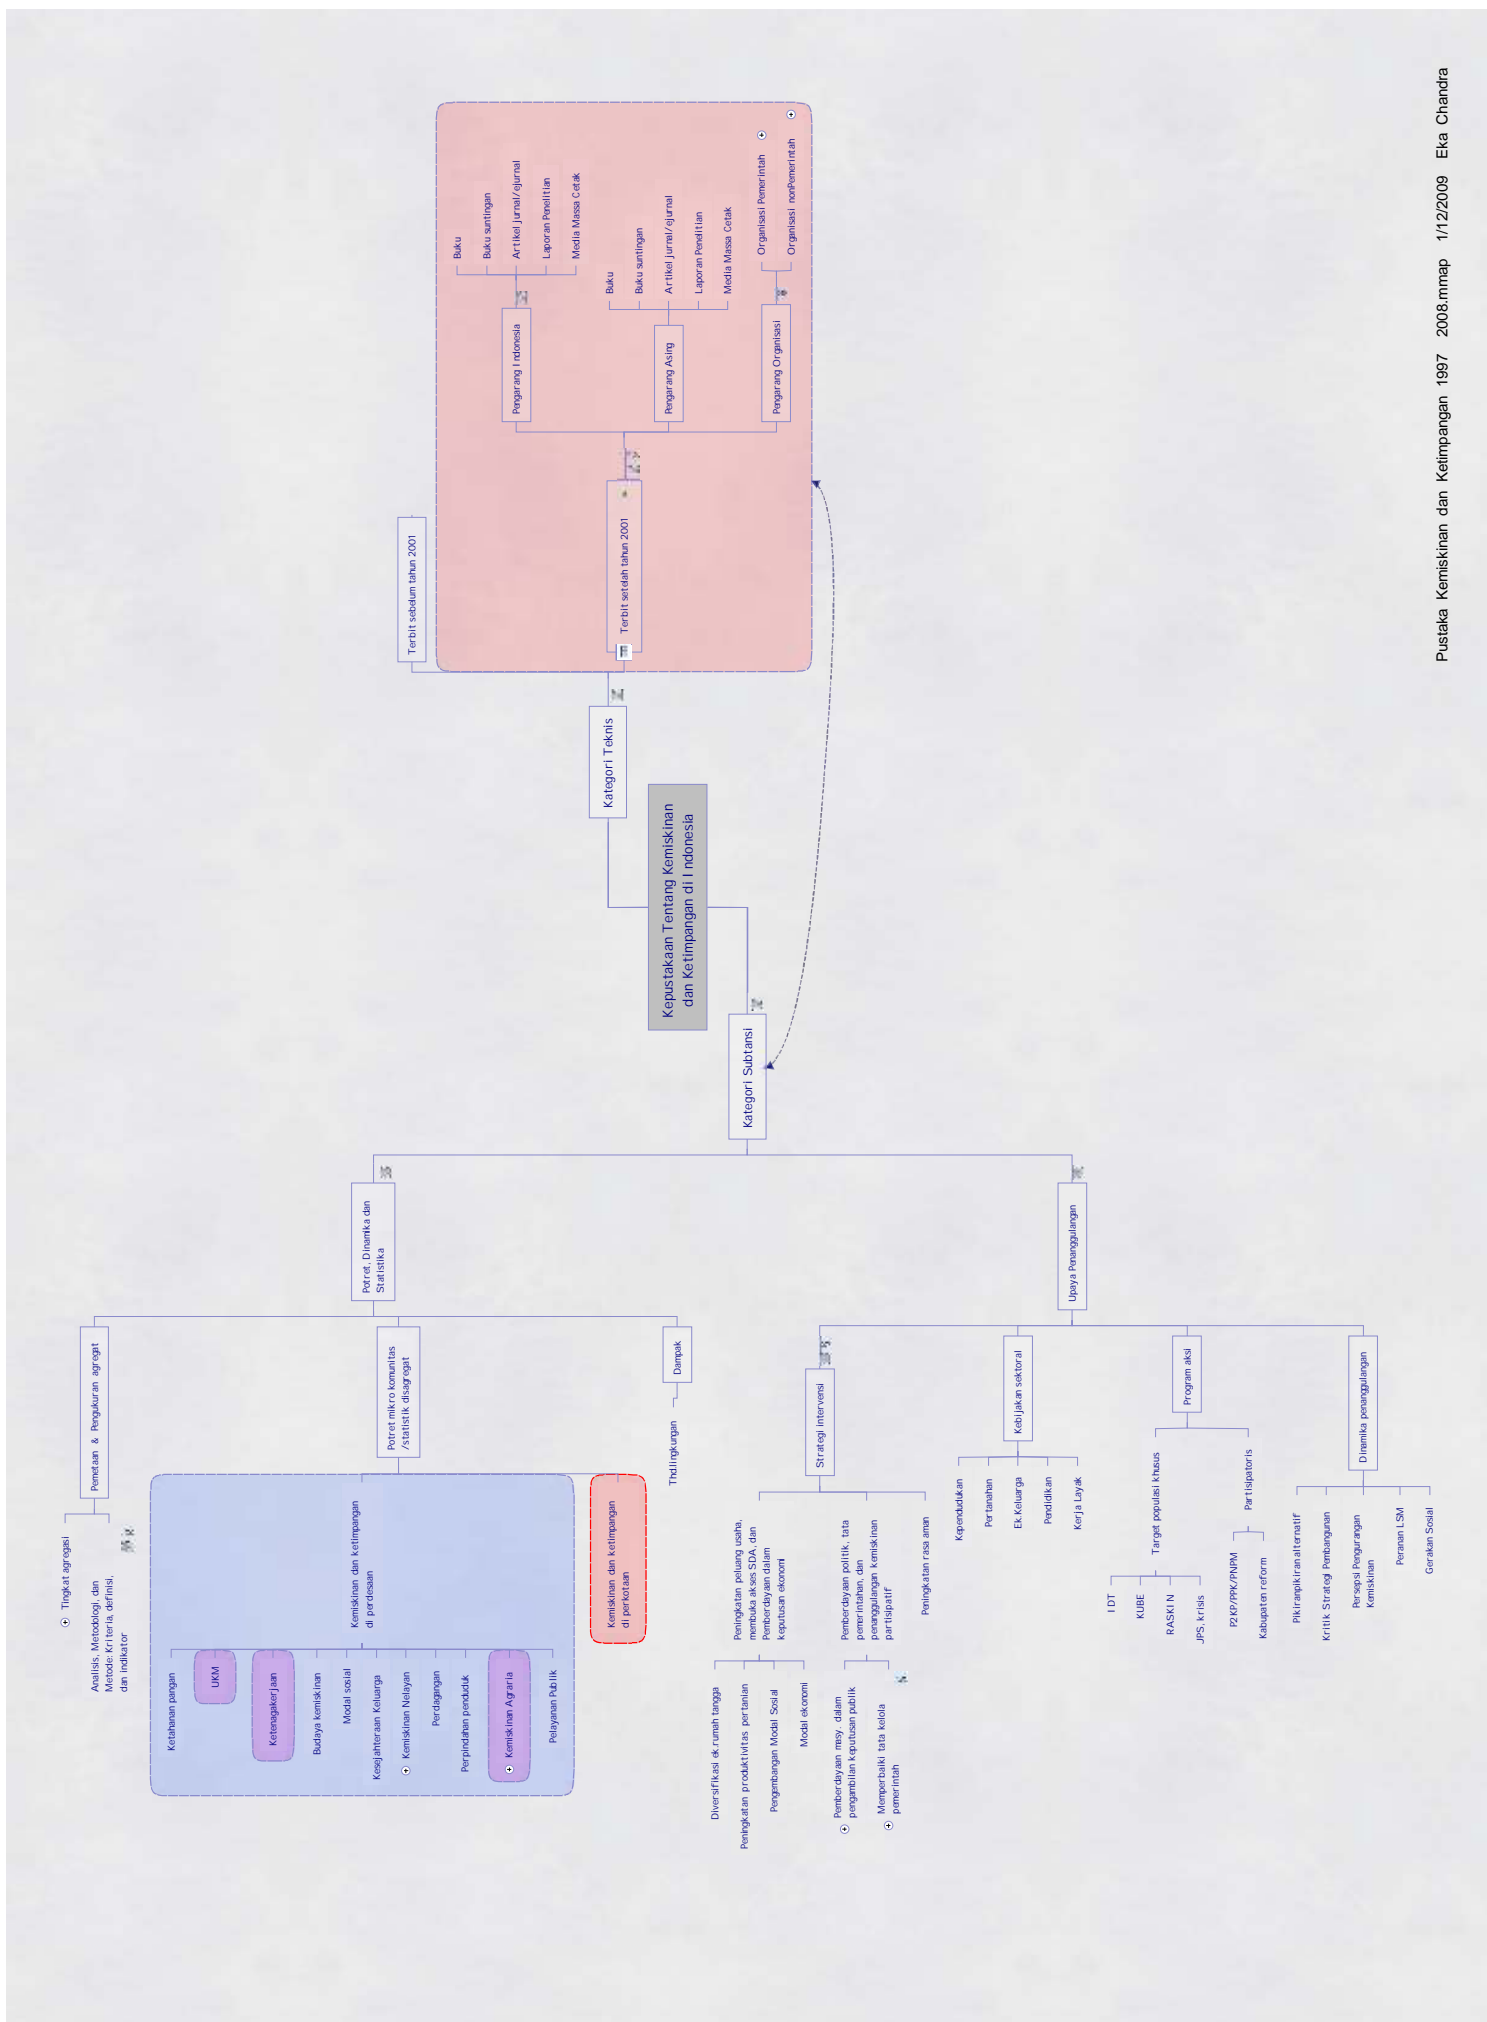 Kepustakaan Tentang Kemiskinan
dan Ketimpangan di Indonesia
Kategori Teknis
Terbit sebelum tahun 2001
Terbit setelah tahun 2001
Pengarang Indonesia
Buku
Buku suntingan
Artikel jurnal/ejurnal
Laporan Penelitian
Media Massa Cetak
Pengarang Asing
Buku
Buku suntingan
Artikel jurnal/ejurnal
Laporan Penelitian
Media Massa Cetak
Pengarang Organisasi
Organisasi Pemerintah
Organisasi nonPemerintah
Kategori Subtansi
Potret, Dinamika dan
Statistika
Pemetaan & Pengukuran agregat
Tingkat agregasi
Analisis, Metodologi, dan
Metode: Kriteria, definisi,
dan indikator
Potret mikro komunitas
/statistik disagregat
Kemiskinan dan ketimpangan
di perdesaan
Ketahanan pangan
UKM
Ketenagakerjaan
Budaya kemiskinan
Modal sosial
Kesejahteraan Keluarga
Kemiskinan Nelayan
Perdagangan
Perpindahan penduduk
Kemiskinan Agraria
Pelayanan Publik
Kemiskinan dan ketimpangan
di perkotaan
Dampak
Thd.lingkungan
Upaya Penanggulangan
Strategi intervensi
Peningkatan peluang usaha,
membuka akses SDA, dan
Pemberdayaan dalam
keputusan ekonomi
Diversifikasi ek.rumah tangga
Peningkatan produktivitas pertanian
Pengembangan Modal Sosial
Modal ekonomi
Pemberdayaan politik, tata
pemerintahan, dan
penanggulangan kemiskinan
partisipatif
Pemberdayaan masy. dalam
pengambilan keputusan publik
Memperbaiki tata kelola
pemerintah
Peningkatan rasa aman
Kebijakan sektoral
Kependudukan
Pertanahan
Ek.Keluarga
Pendidikan
Kerja Layak
Program aksi
Target populasi khusus
IDT
KUBE
RASKIN
JPS, krisis
Partisipatoris
P2KP/PPK/PNPM
Kabupaten reform
Dinamika penanggulangan
Pikiranpikiran alternatif
Kritik Strategi Pembangunan
Persepsi Pengurangan
Kemiskinan
Peranan LSM
Gerakan Sosial
Pustaka Kemiskinan dan Ketimpangan 1997 2008.mmap 1/12/2009 Eka Chandra